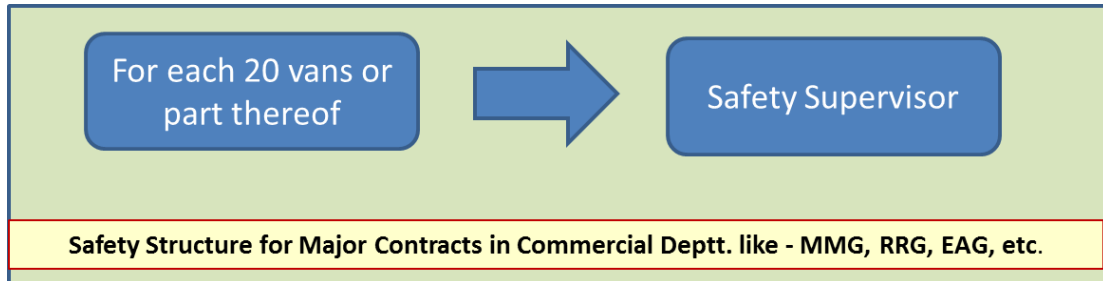 For each 20 vans or
part thereof
Safety Supervisor
Safety Structure for Major Contracts in Commercial Deptt. like - MMG, RRG, EAG, etc.